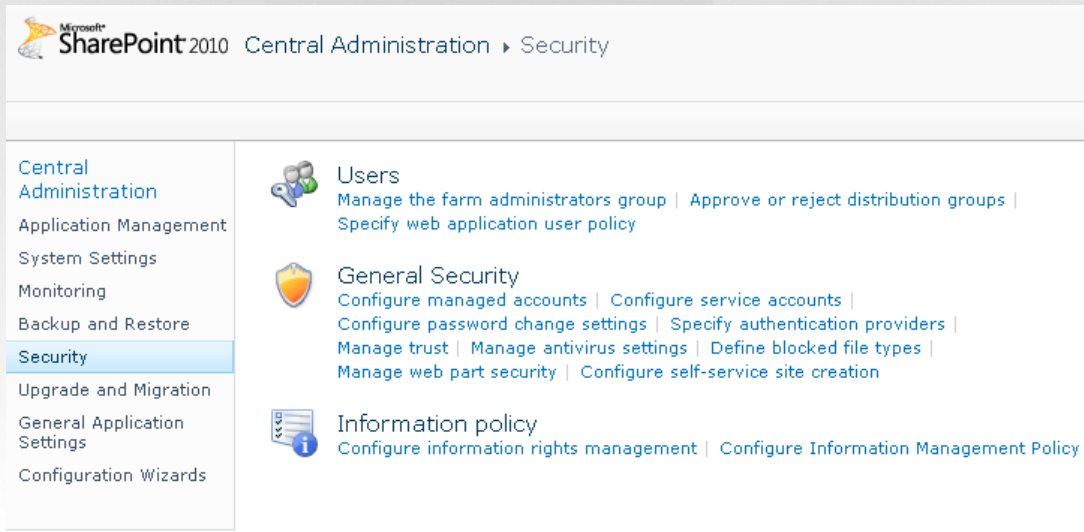 Microsoft®
SharePoint 2010 Central Administration ▸ Security
Central
Administration
Application Management
System Settings
Monitoring
Backup and Restore
Security
Upgrade and Migration
General Application
Settings
Configuration Wizards
Users
Manage the farm administrators group | Approve or reject distribution groups |
Specify web application user policy
General Security
Configure managed accounts | Configure service accounts |
Configure password change settings | Specify authentication providers |
Manage trust | Manage antivirus settings | Define blocked file types |
Manage web part security | Configure self-service site creation
Information policy
Configure information rights management | Configure Information Management Policy